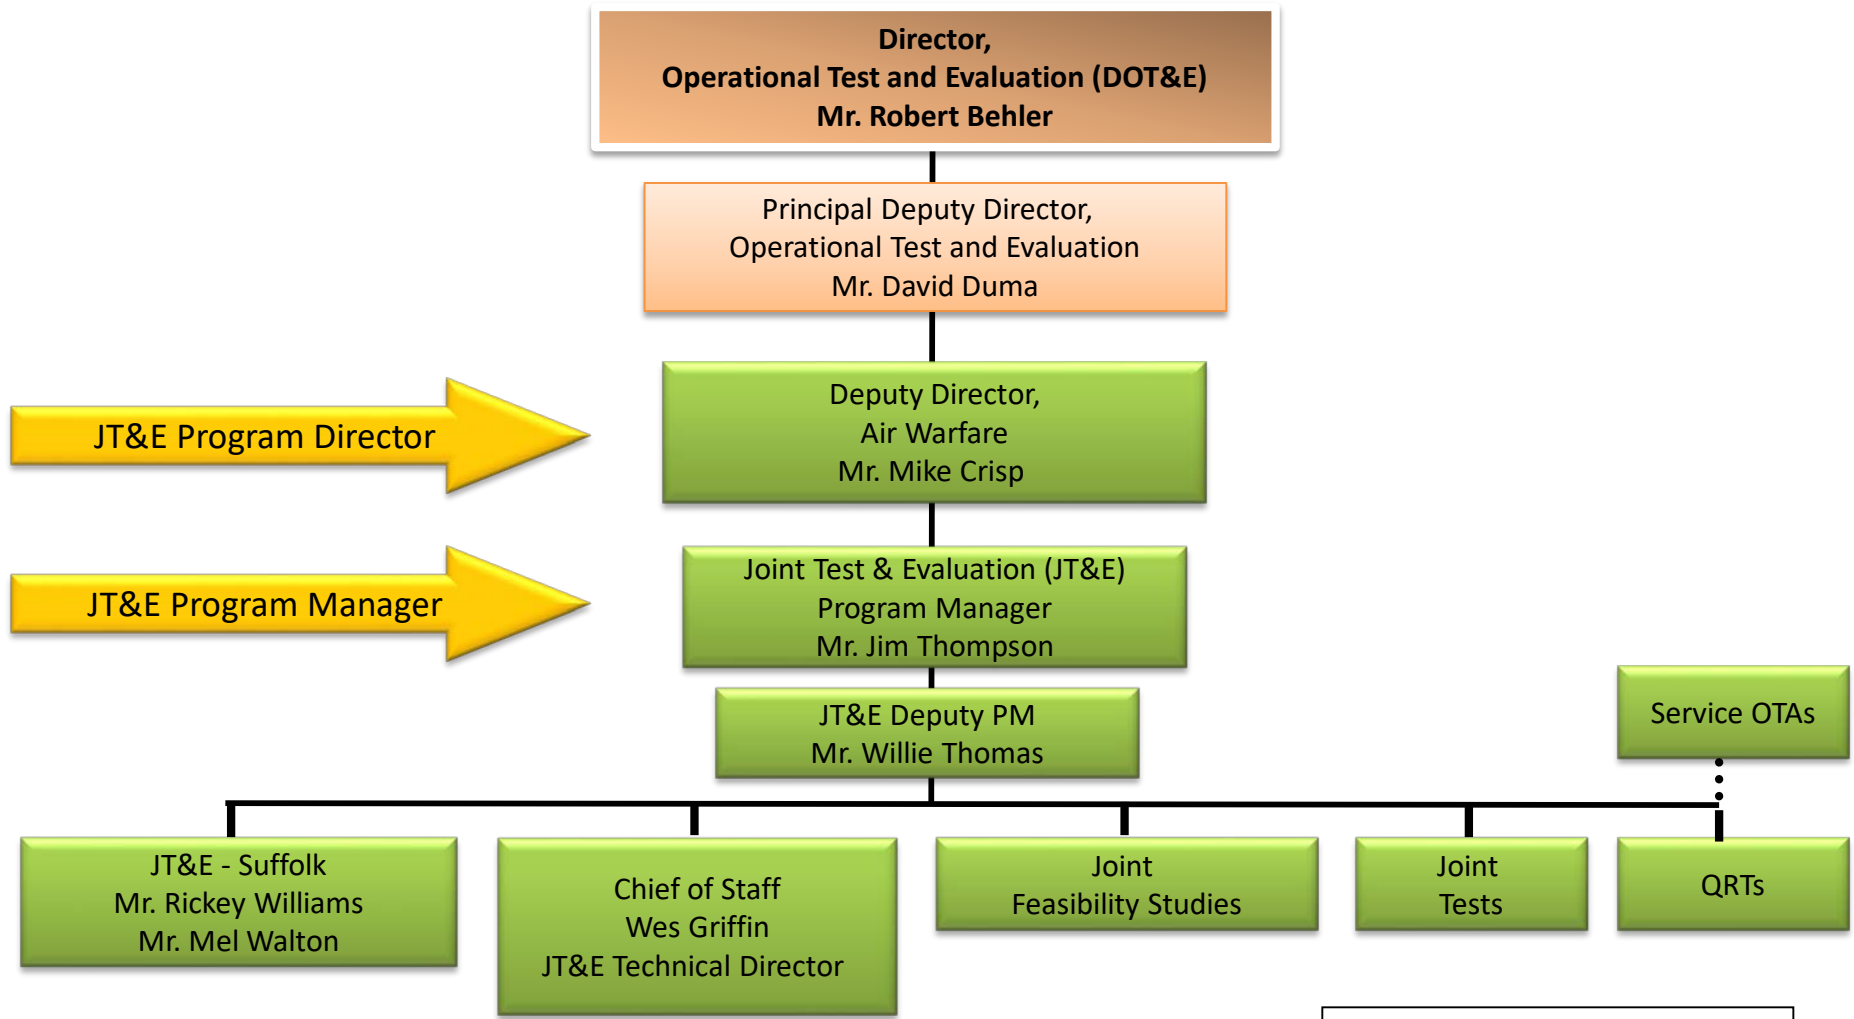 Director,
Operational Test and Evaluation (DOT&E)
Mr. Robert Behler
Principal Deputy Director,
Operational Test and Evaluation
Mr. David Duma
JT&E Program Director
Deputy Director,
Air Warfare
Mr. Mike Crisp
JT&E Program Manager
Joint Test & Evaluation (JT&E)
Program Manager
Mr. Jim Thompson
JT&E Deputy PM
Mr. Willie Thomas
Service OTAs
JT&E - Suffolk
Mr. Rickey Williams
Mr. Mel Walton
Chief of Staff
Wes Griffin
JT&E Technical Director
Joint
Feasibility Studies
Joint
Tests
QRTs